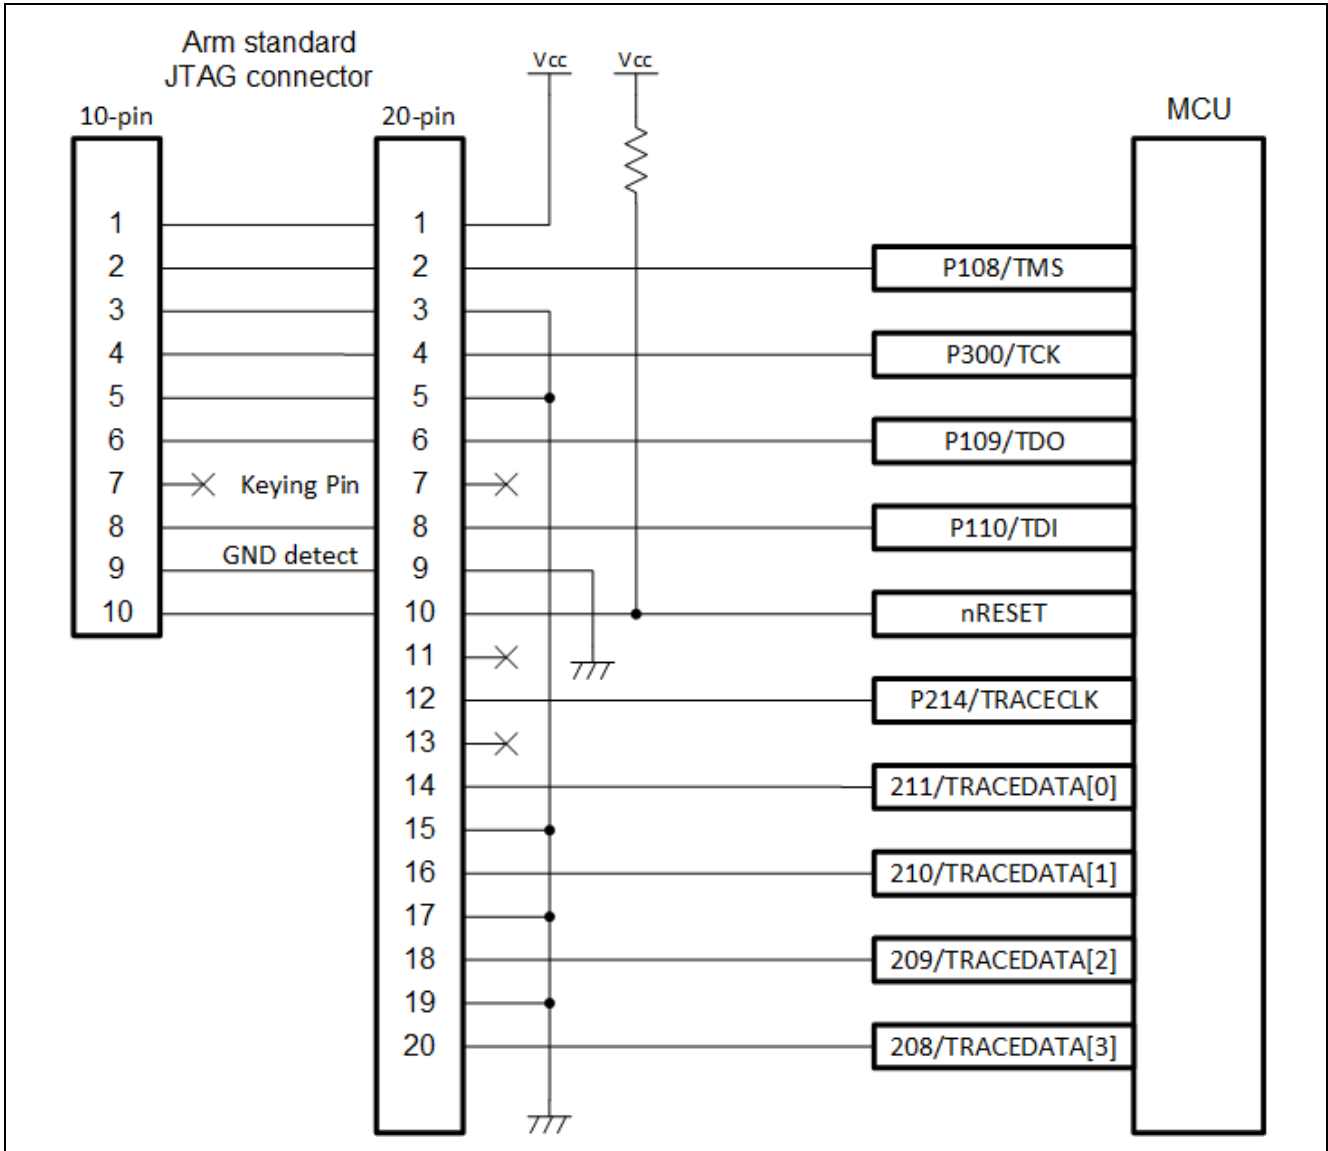 Arm standard
JTAG connector
Vcc Vcc
10-pin 20-pin MCU
1 1
2 2 P108/TMS
3 3
4 4 P300/TCK
5 5
6 6 P109/TDO
7 Keying Pin 7
8 8 P110/TDI
GND detect
9 9
10 10 nRESET
11
12 P214/TRACECLK
13
14 211/TRACEDATA[0]
15
16 210/TRACEDATA[1]
17
18 209/TRACEDATA[2]
19
20 208/TRACEDATA[3]